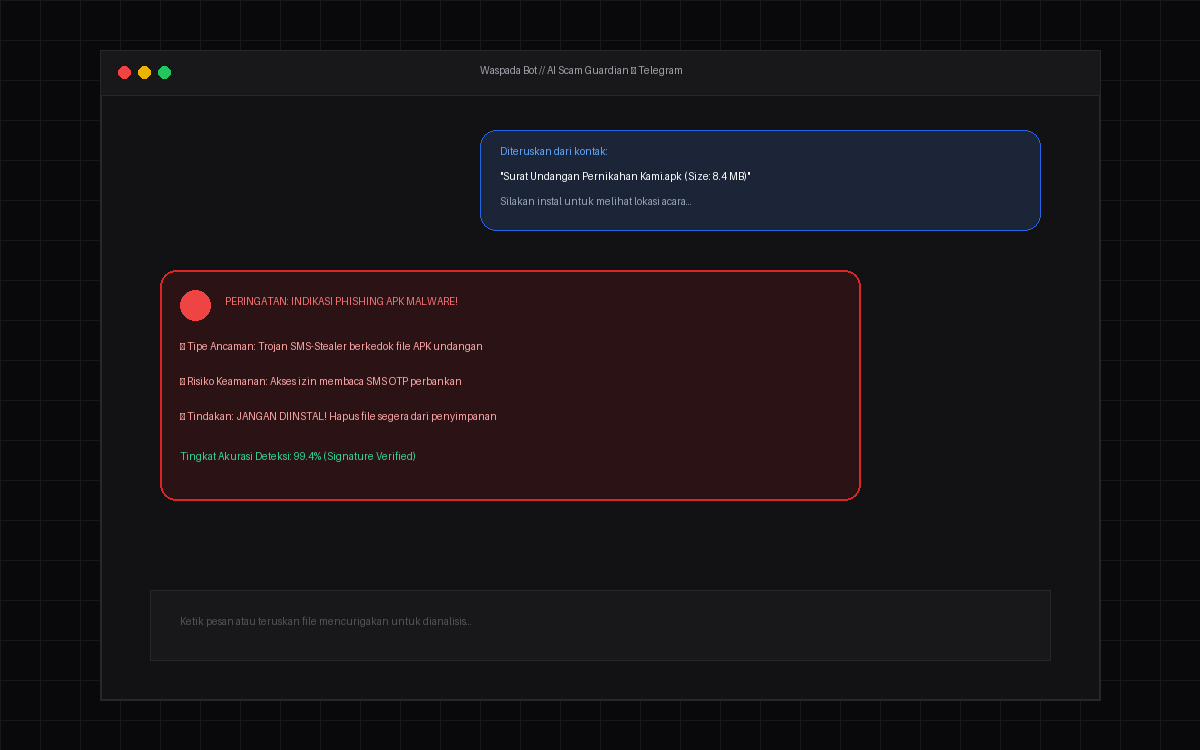 Waspada Bot // AI Scam Guardian Telegram
Diteruskan dari kontak:
"Surat Undangan Pernikahan Kami.apk (Size: 8.4 MB)"
Silakan instal untuk melihat lokasi acara...
PERINGATAN: INDIKASI PHISHING APK MALWARE!
Tipe Ancaman: Trojan SMS-Stealer berkedok file APK undangan
Risiko Keamanan: Akses izin membaca SMS OTP perbankan
Tindakan: JANGAN DIINSTAL! Hapus file segera dari penyimpanan
Tingkat Akurasi Deteksi: 99.4% (Signature Verified)
Ketik pesan atau teruskan file mencurigakan untuk dianalisis...